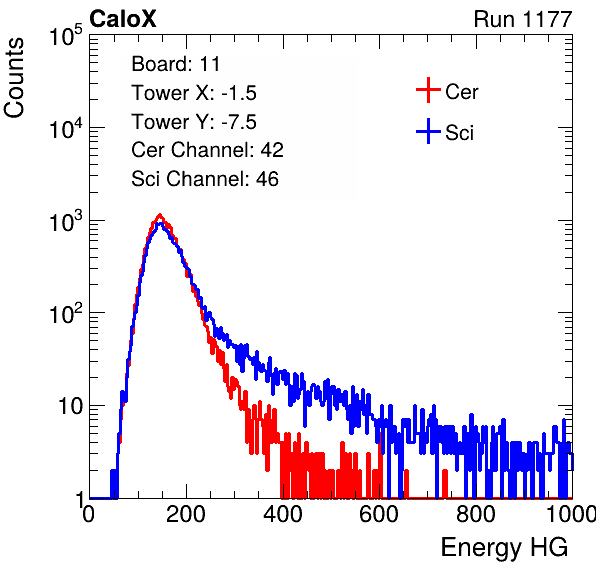 CaloX Run 1177
Counts
10^5
10^4
10^3
10^2
10
1
Board: 11
Tower X: -1.5
Tower Y: -7.5
Cer Channel: 42
Sci Channel: 46
Cer
Sci
0 200 400 600 800 1000
Energy HG